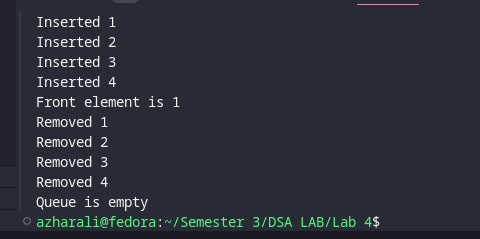 Inserted 1
Inserted 2
Inserted 3
Inserted 4
Front element is 1
Removed 1
Removed 2
Removed 3
Removed 4
Queue is empty
azharali@fedora:~/Semester 3/DSA LAB/Lab 4$